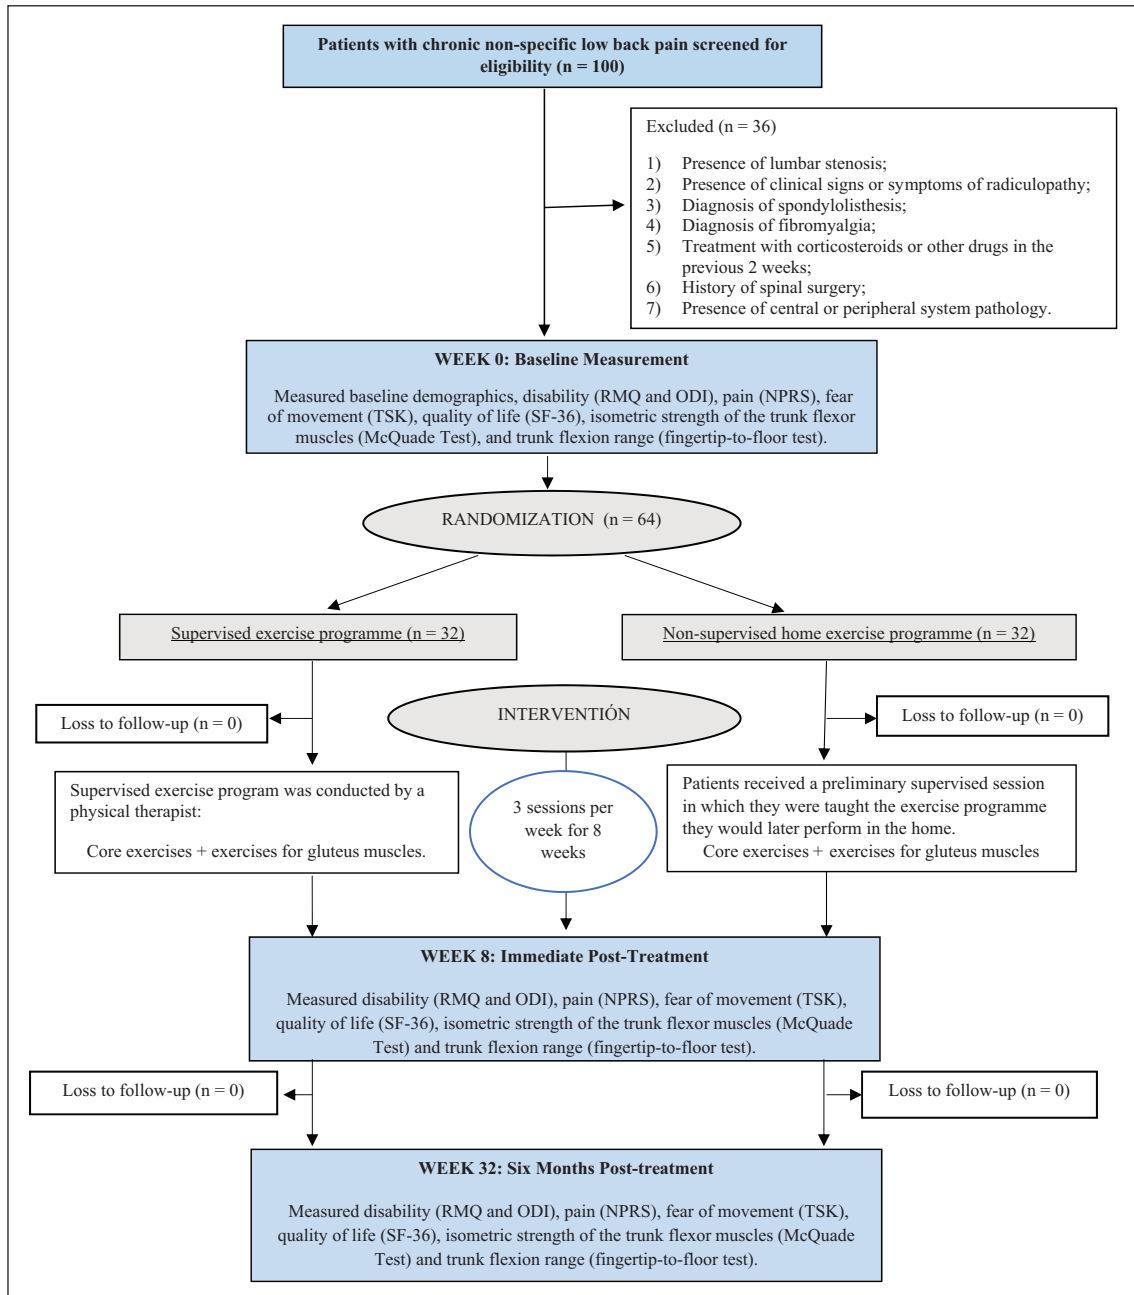 Patients with chronic non-specific low back pain screened for
eligibility (n = 100)
Excluded (n = 36)
1) Presence of lumbar stenosis;
2) Presence of clinical signs or symptoms of radiculopathy;
3) Diagnosis of spondylolisthesis;
4) Diagnosis of fibromyalgia;
5) Treatment with corticosteroids or other drugs in the
previous 2 weeks;
6) History of spinal surgery;
7) Presence of central or peripheral system pathology.
WEEK 0: Baseline Measurement
Measured baseline demographics, disability (RMQ and ODI), pain (NPRS), fear
of movement (TSK), quality of life (SF-36), isometric strength of the trunk flexor
muscles (McQuade Test), and trunk flexion range (fingertip-to-floor test).
RANDOMIZATION (n = 64)
Supervised exercise programme (n = 32)
Non-supervised home exercise programme (n = 32)
Loss to follow-up (n = 0)
INTERVENTIÓN
Loss to follow-up (n = 0)
Supervised exercise program was conducted by a
physical therapist:
Core exercises + exercises for gluteus muscles.
3 sessions per
week for 8
weeks
Patients received a preliminary supervised session
in which they were taught the exercise programme
they would later perform in the home.
Core exercises + exercises for gluteus muscles
WEEK 8: Immediate Post-Treatment
Measured disability (RMQ and ODI), pain (NPRS), fear of movement (TSK),
quality of life (SF-36), isometric strength of the trunk flexor muscles (McQuade
Test) and trunk flexion range (fingertip-to-floor test).
Loss to follow-up (n = 0)
Loss to follow-up (n = 0)
WEEK 32: Six Months Post-treatment
Measured disability (RMQ and ODI), pain (NPRS), fear of movement (TSK),
quality of life (SF-36), isometric strength of the trunk flexor muscles (McQuade
Test) and trunk flexion range (fingertip-to-floor test).